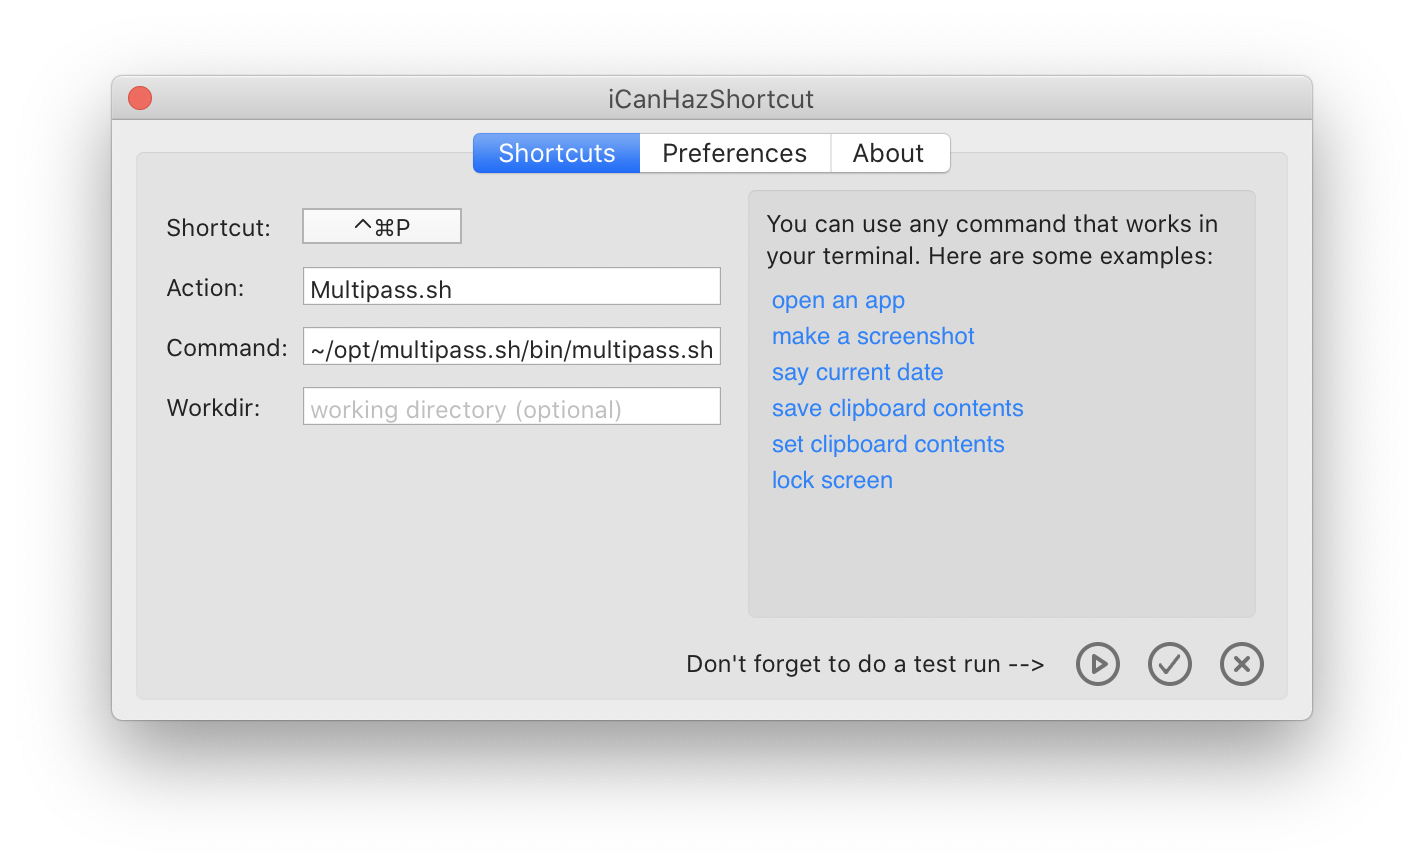 iCanHazShortcut
Shortcuts Preferences About
Shortcut: ^⌘P
Action: Multipass.sh
Command: ~/opt/multipass.sh/bin/multipass.sh
Workdir: working directory (optional)
You can use any command that works in
your terminal. Here are some examples:
open an app
make a screenshot
say current date
save clipboard contents
set clipboard contents
lock screen
Don't forget to do a test run -->